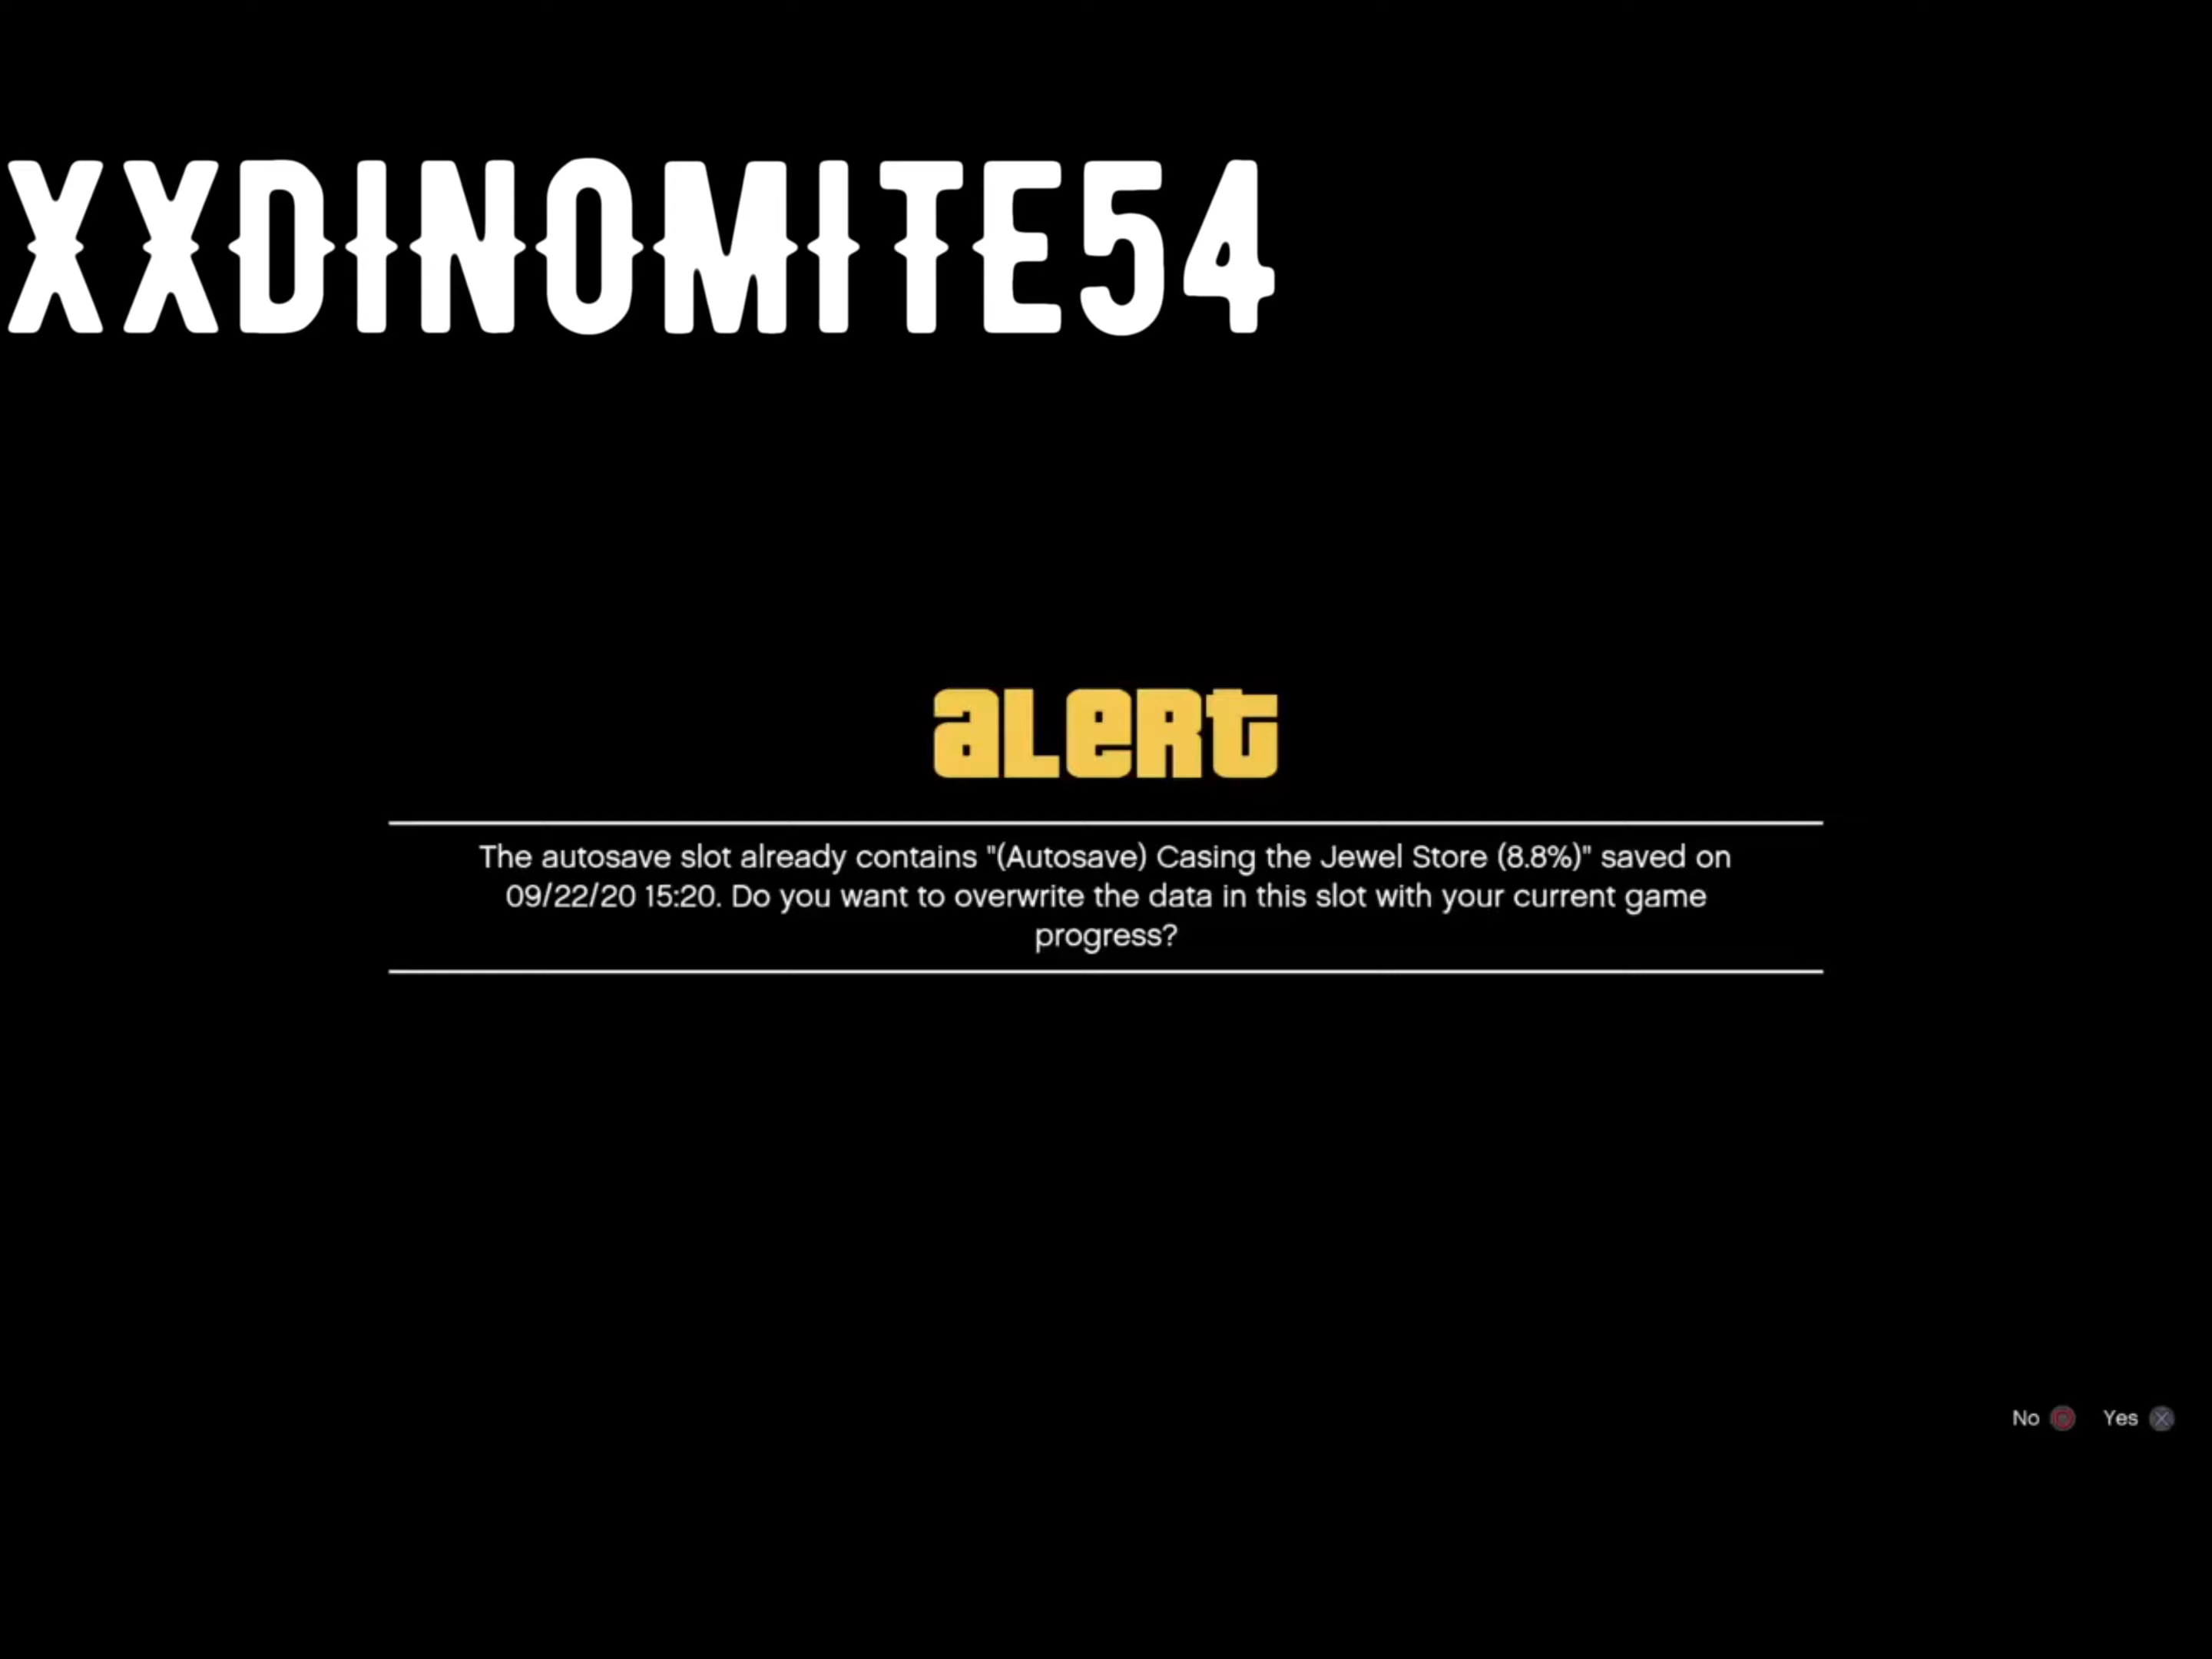 XXDINOMITE54
aLeRt
The autosave slot already contains "(Autosave) Casing the Jewel Store (8.8%)" saved on
09/22/20 15:20. Do you want to overwrite the data in this slot with your current game
progress?
No Yes